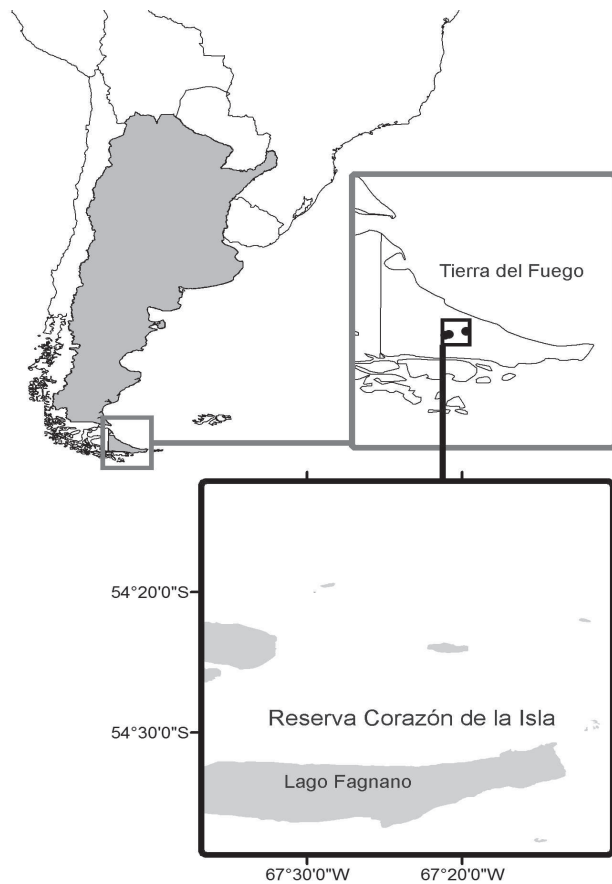 Tierra del Fuego
54°20'0"S
54°30'0"S
Reserva Corazón de la Isla
Lago Fagnano
67°30'0"W
67°20'0"W